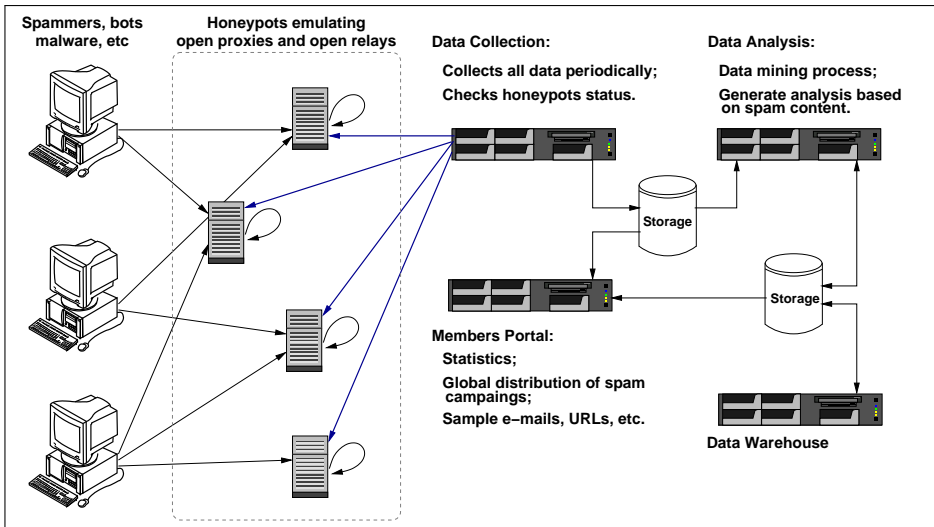 Spammers, bots
malware, etc
Honeypots emulating
open proxies and open relays
Data Collection:
Collects all data periodically;
Checks honeypots status.
Data Analysis:
Data mining process;
Generate analysis based
on spam content.
Storage
Storage
Members Portal:
Statistics;
Global distribution of spam
campaings;
Sample e−mails, URLs, etc.
Data Warehouse